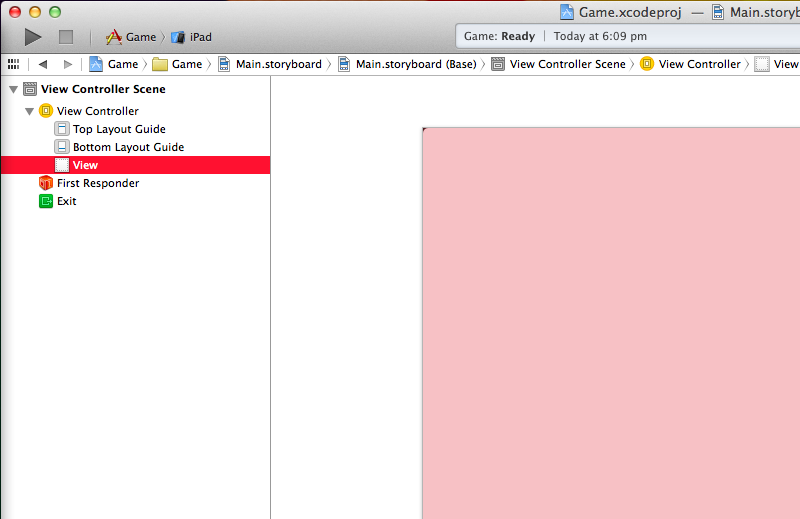 Game.xcodeproj — Main.storyb
Game › iPad
Game: Ready | Today at 6:09 pm
Game › Game › Main.storyboard › Main.storyboard (Base) › View Controller Scene › View Controller › View
View Controller Scene
View Controller
Top Layout Guide
Bottom Layout Guide
View
First Responder
Exit